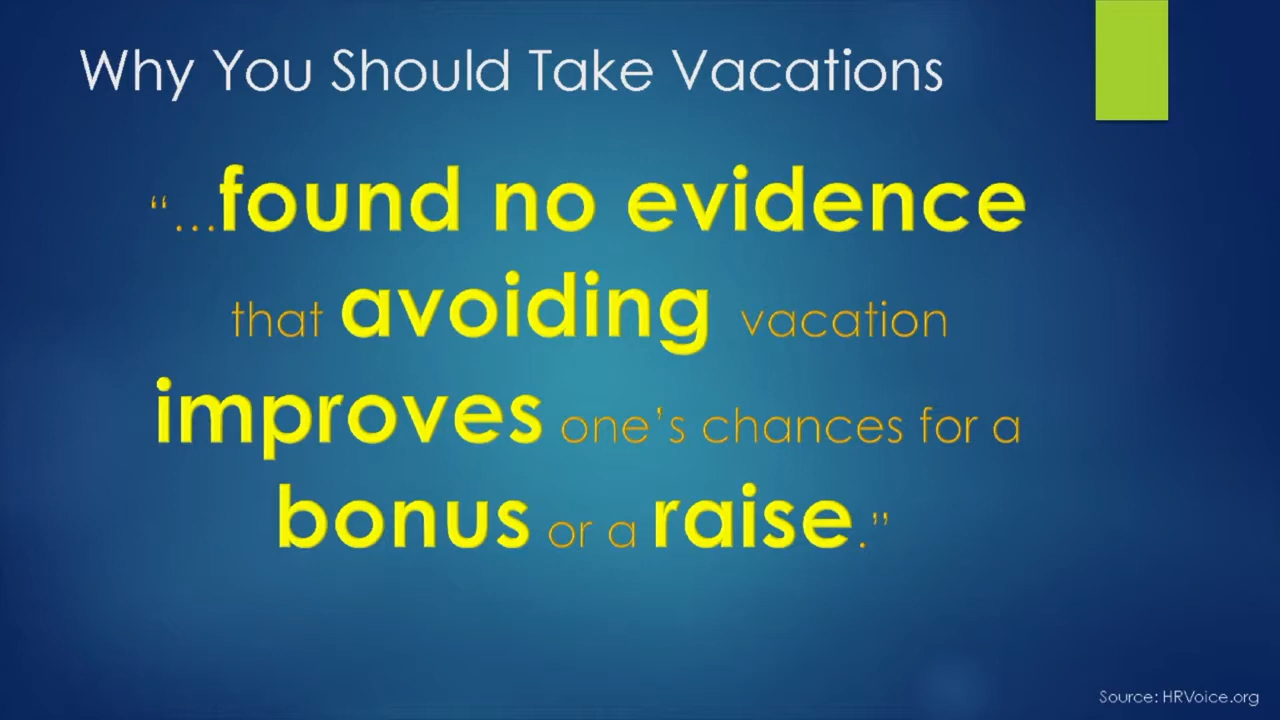 Why You Should Take Vacations
“...found no evidence
that avoiding vacation
improves one’s chances for a
bonus or a raise.”
Source: HRVoice.org